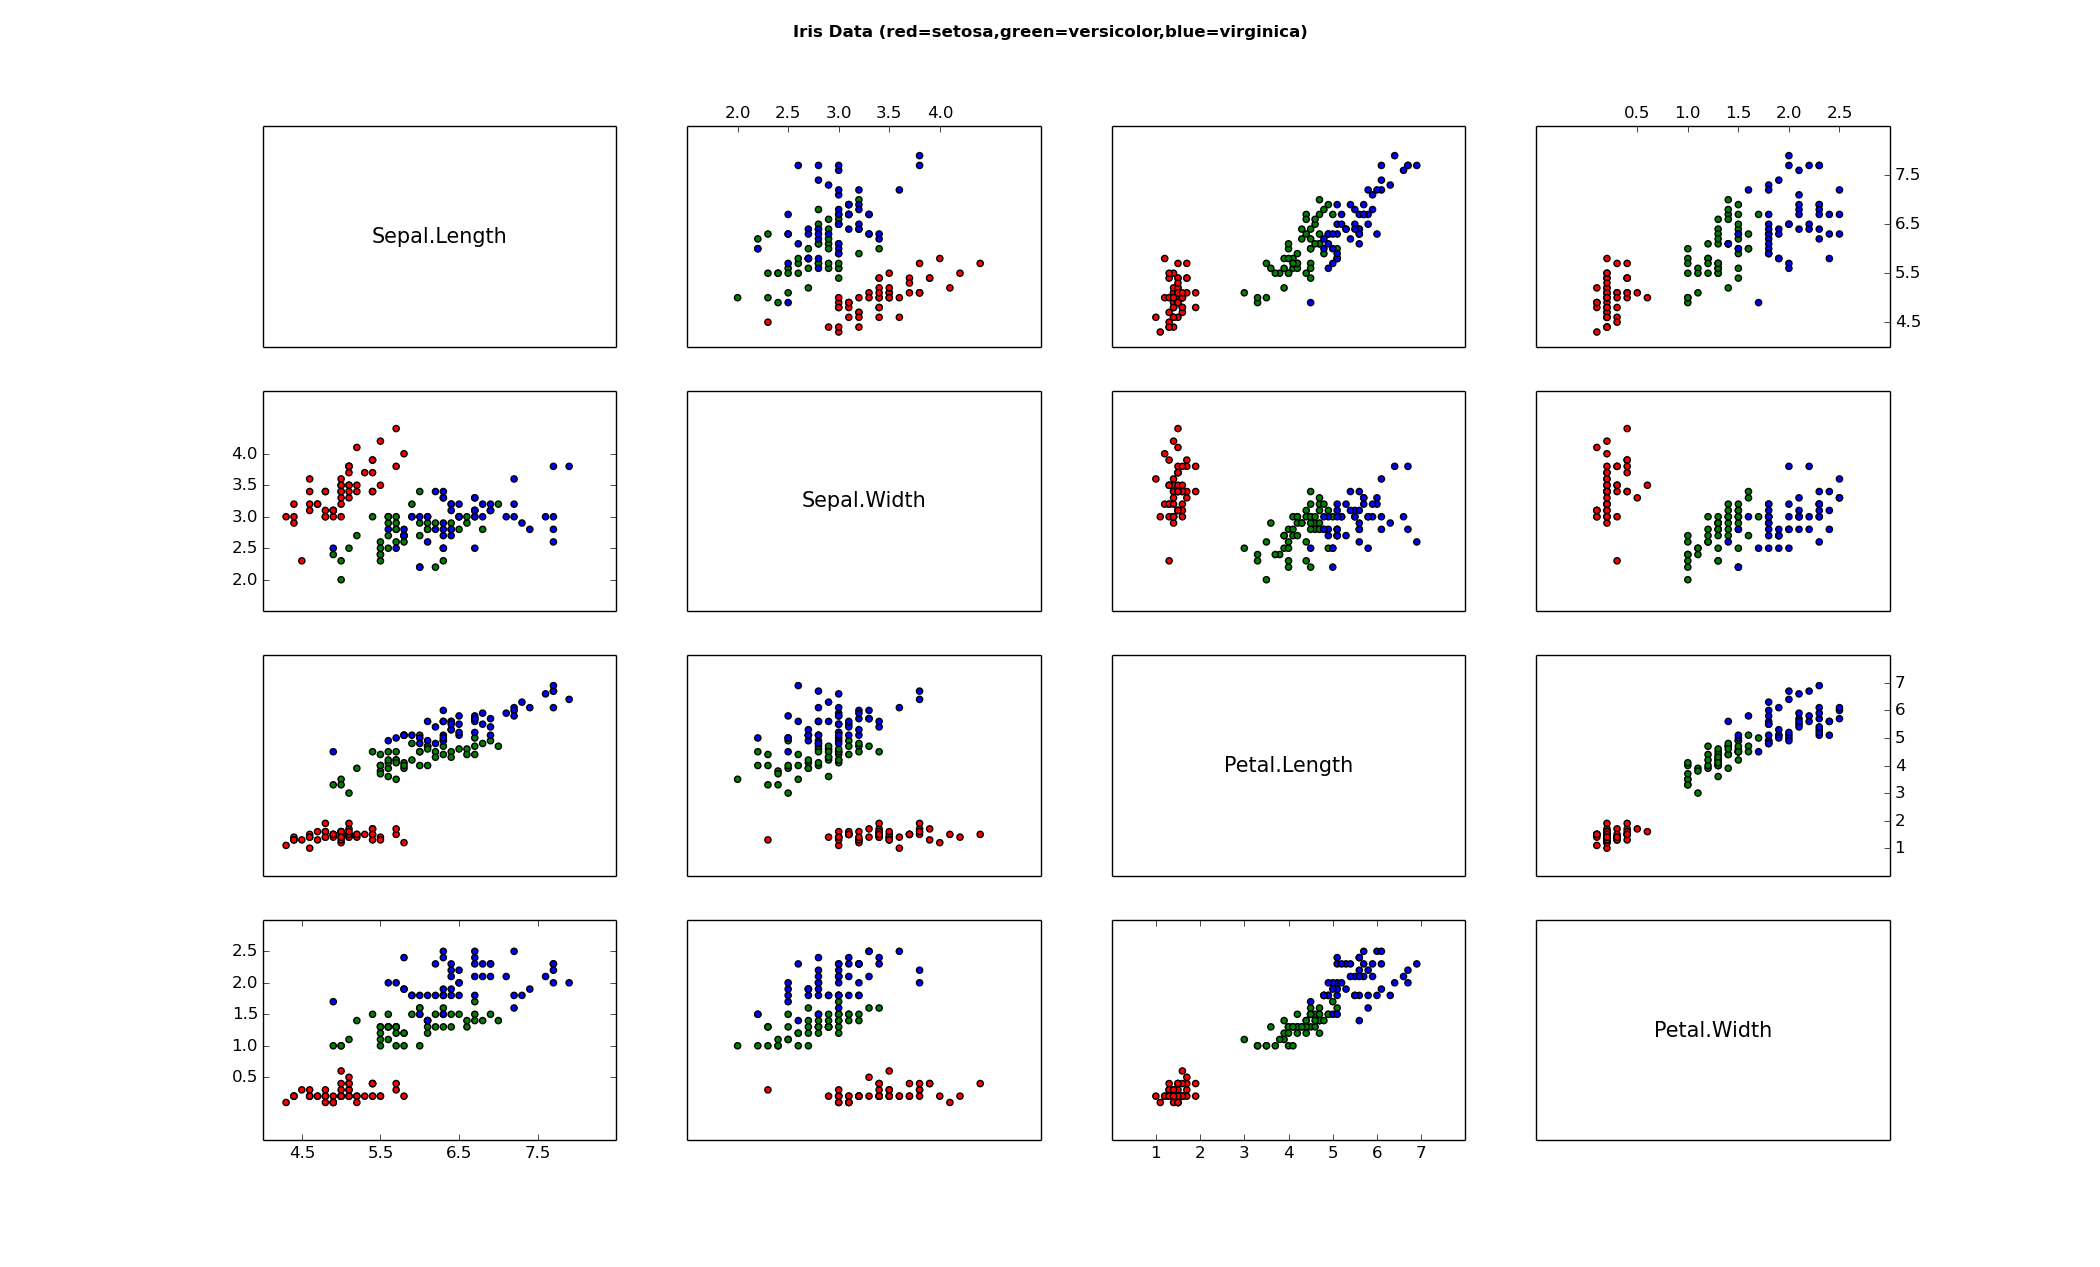 Iris Data (red=setosa,green=versicolor,blue=virginica)
2.0 2.5 3.0 3.5 4.0
0.5 1.0 1.5 2.0 2.5
Sepal.Length
7.5
6.5
5.5
4.5
4.0
3.5
3.0
2.5
2.0
Sepal.Width
Petal.Length
7
6
5
4
3
2
1
2.5
2.0
1.5
1.0
0.5
Petal.Width
4.5 5.5 6.5 7.5
1 2 3 4 5 6 7